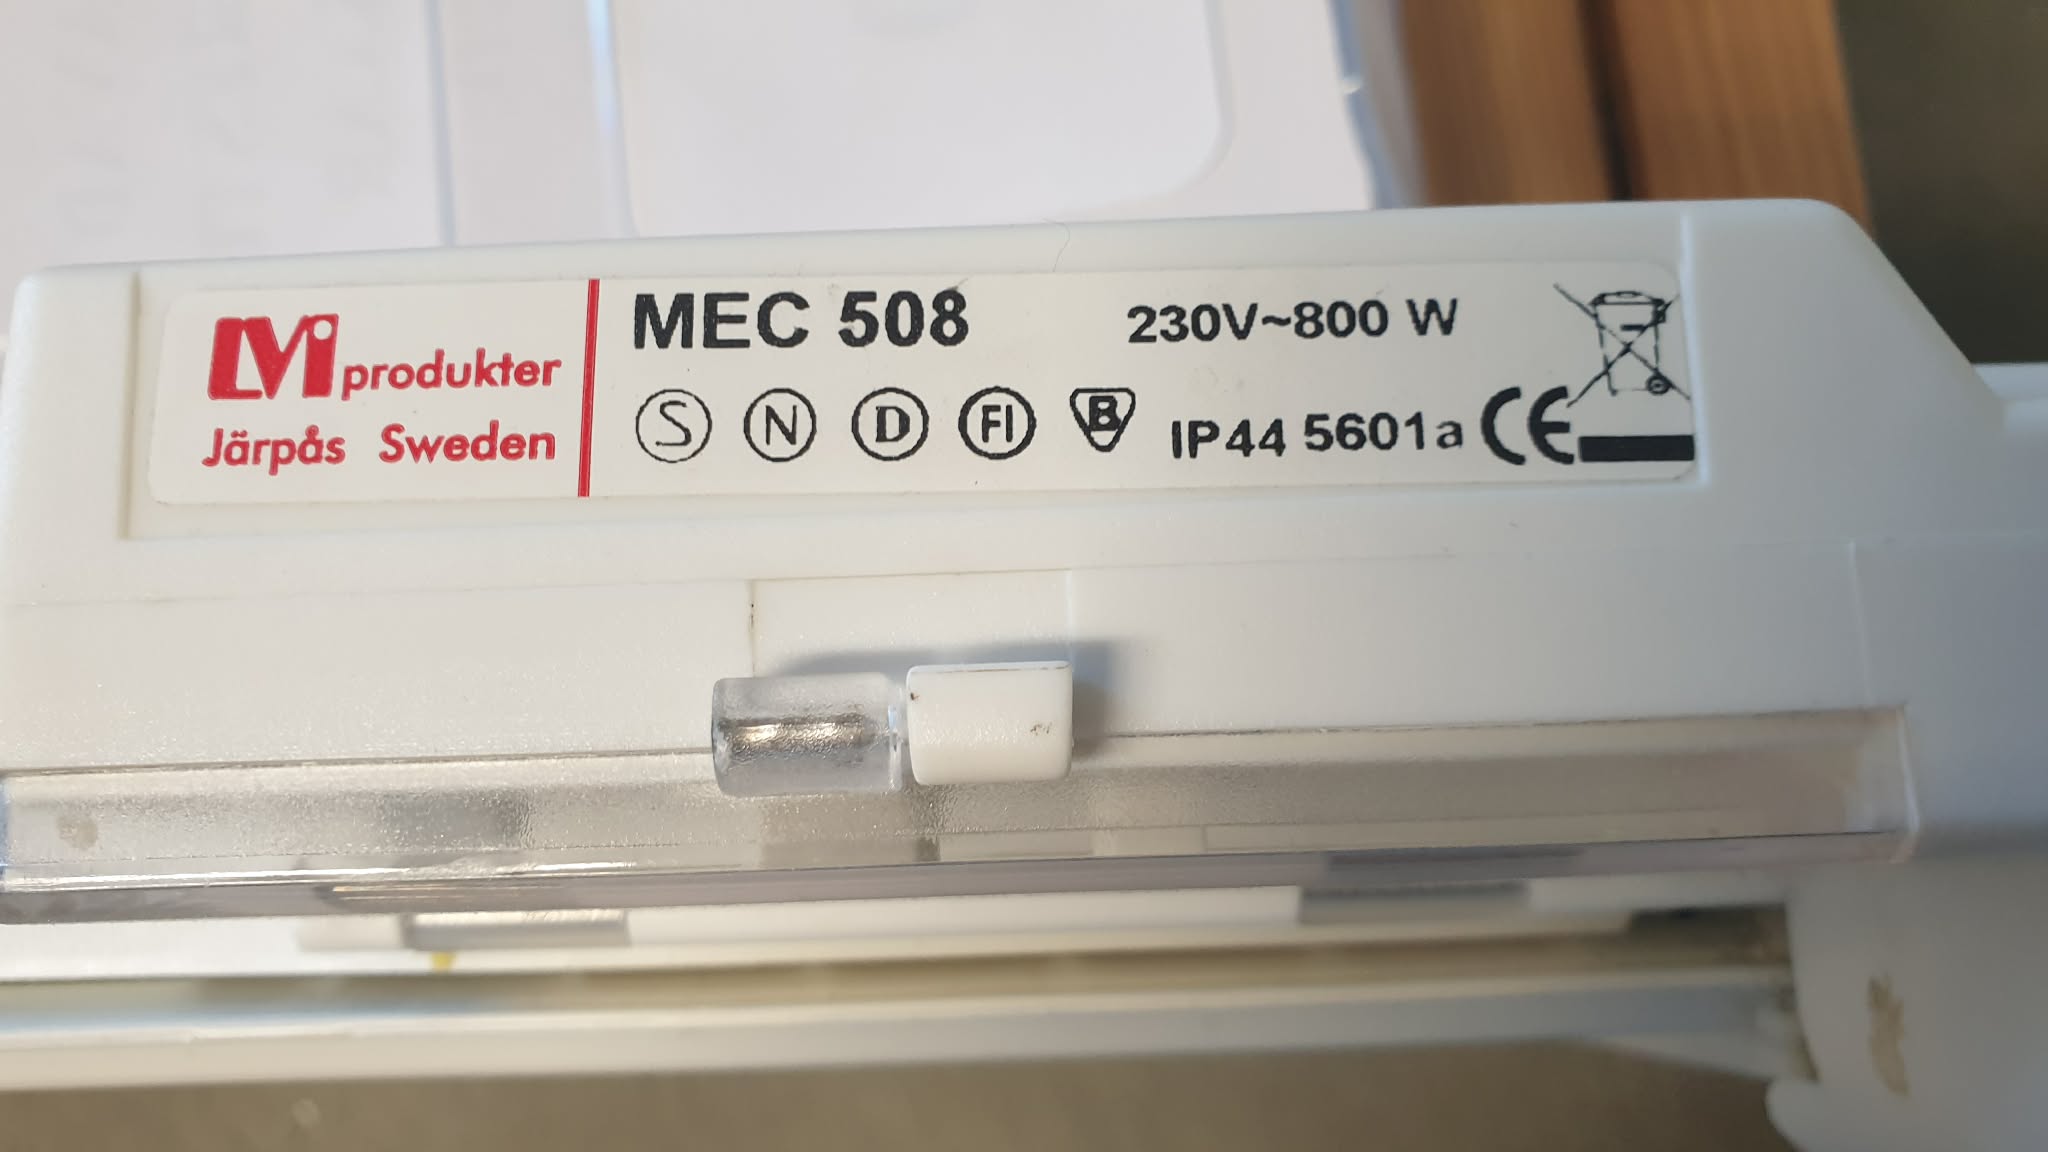 LVI produkter
Järpås Sweden
MEC 508 230V~800 W
S N D FI B IP44 5601a CE